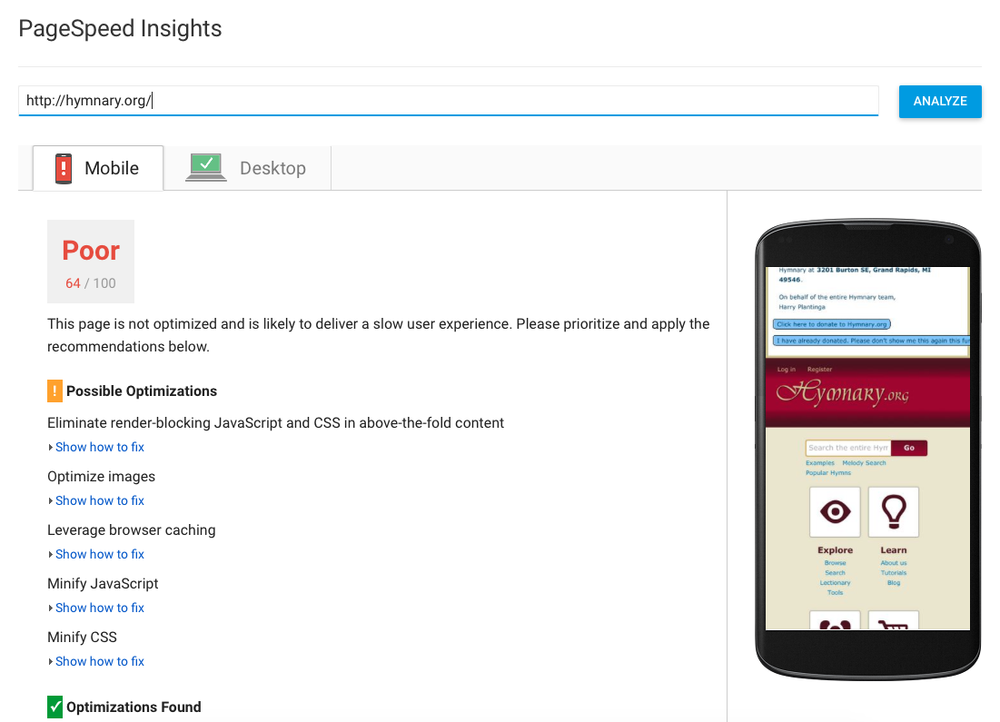 PageSpeed Insights
http://hymnary.org/
ANALYZE
Mobile
Desktop
Poor
64 / 100
This page is not optimized and is likely to deliver a slow user experience. Please prioritize and apply the
recommendations below.
! Possible Optimizations
Eliminate render-blocking JavaScript and CSS in above-the-fold content
Show how to fix
Optimize images
Show how to fix
Leverage browser caching
Show how to fix
Minify JavaScript
Show how to fix
Minify CSS
Show how to fix
Optimizations Found
Hymnary at 3201 Burton SE, Grand Rapids, MI
49546.
On behalf of the entire Hymnary team,
Harry Plantinga
Click here to donate to Hymnary.org
I have already donated. Please don't show me this again this fu
Log in Register
Hymnary.org
Search the entire Hym
Go
Examples Melody Search
Popular Hymns
Explore
Browse
Search
Lectionary
Tools
Learn
About us
Tutorials
Blog